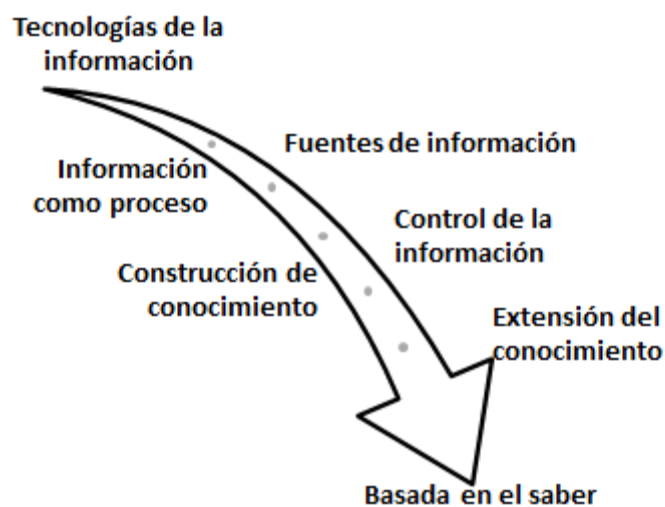 Tecnologías de la
información
Fuentes de información
Información
como proceso
Control de la
información
Construcción de
conocimiento
Extensión del
conocimiento
Basada en el saber